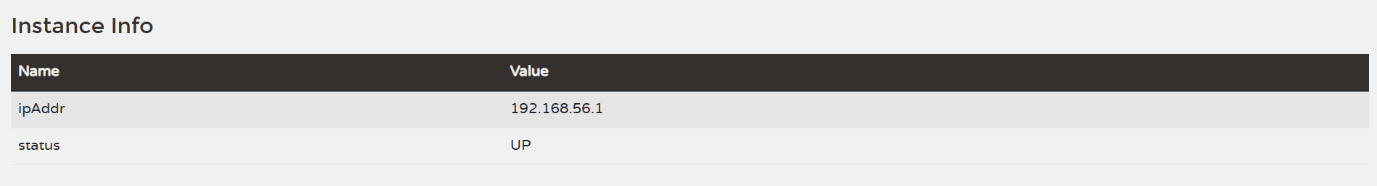 Instance Info
Name Value
ipAddr 192.168.56.1
status UP